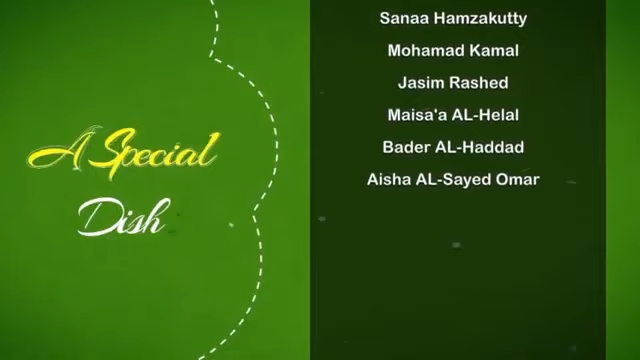 A Special
Dish
Sanaa Hamzakutty
Mohamad Kamal
Jasim Rashed
Maisa'a AL-Helal
Bader AL-Haddad
Aisha AL-Sayed Omar